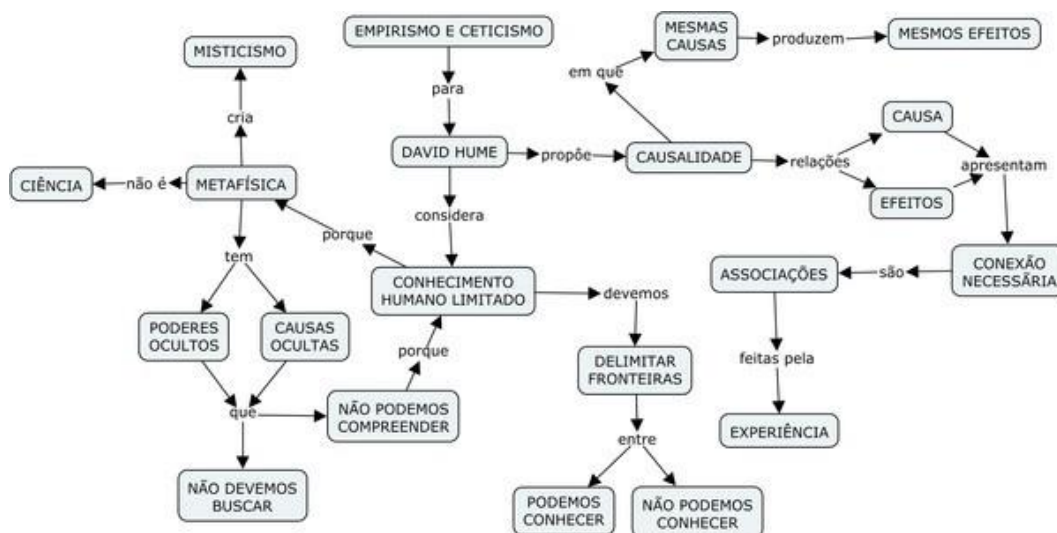 EMPIRISMO E CETICISMO
MESMAS
CAUSAS
produzem
MESMOS EFEITOS
MISTICISMO
em que
para
cria
CAUSA
DAVID HUME
propõe
CAUSALIDADE
relações
apresentam
CIÊNCIA
não é
METAFÍSICA
EFEITOS
considera
porque
tem
CONHECIMENTO
HUMANO LIMITADO
devemos
ASSOCIAÇÕES
são
CONEXÃO
NECESSÁRIA
PODERES
OCULTOS
CAUSAS
OCULTAS
porque
DELIMITAR
FRONTEIRAS
feitas pela
que
NÃO PODEMOS
COMPREENDER
entre
EXPERIÊNCIA
NÃO DEVEMOS
BUSCAR
PODEMOS
CONHECER
NÃO PODEMOS
CONHECER